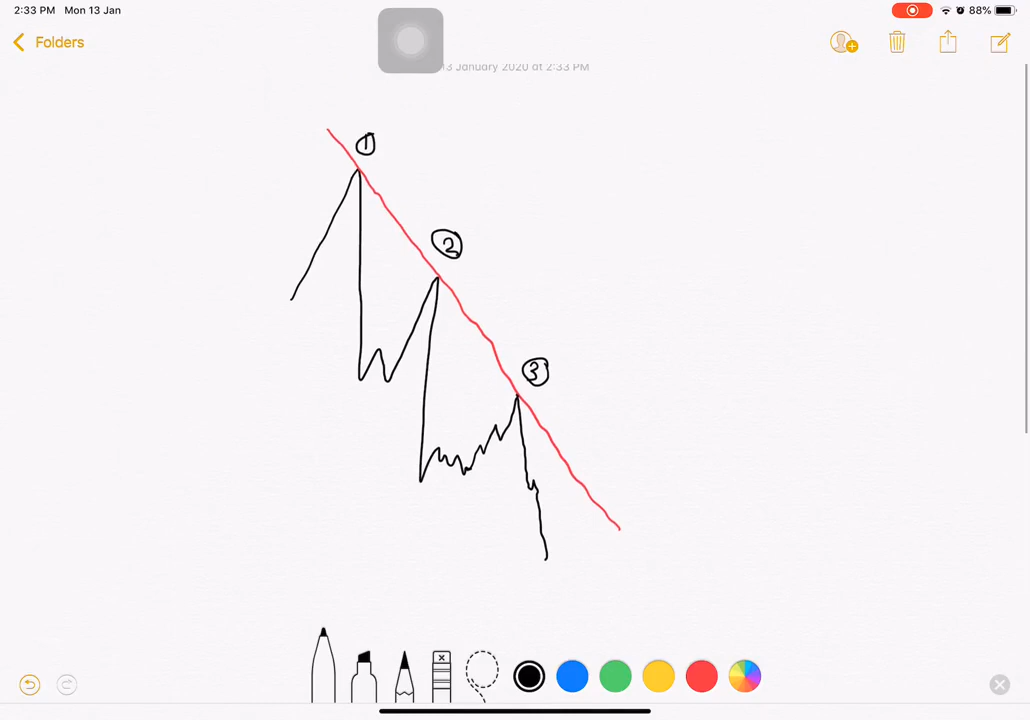 2:33 PM Mon 13 Jan
88%
Folders
13 January 2020 at 2:33 PM
1
2
3